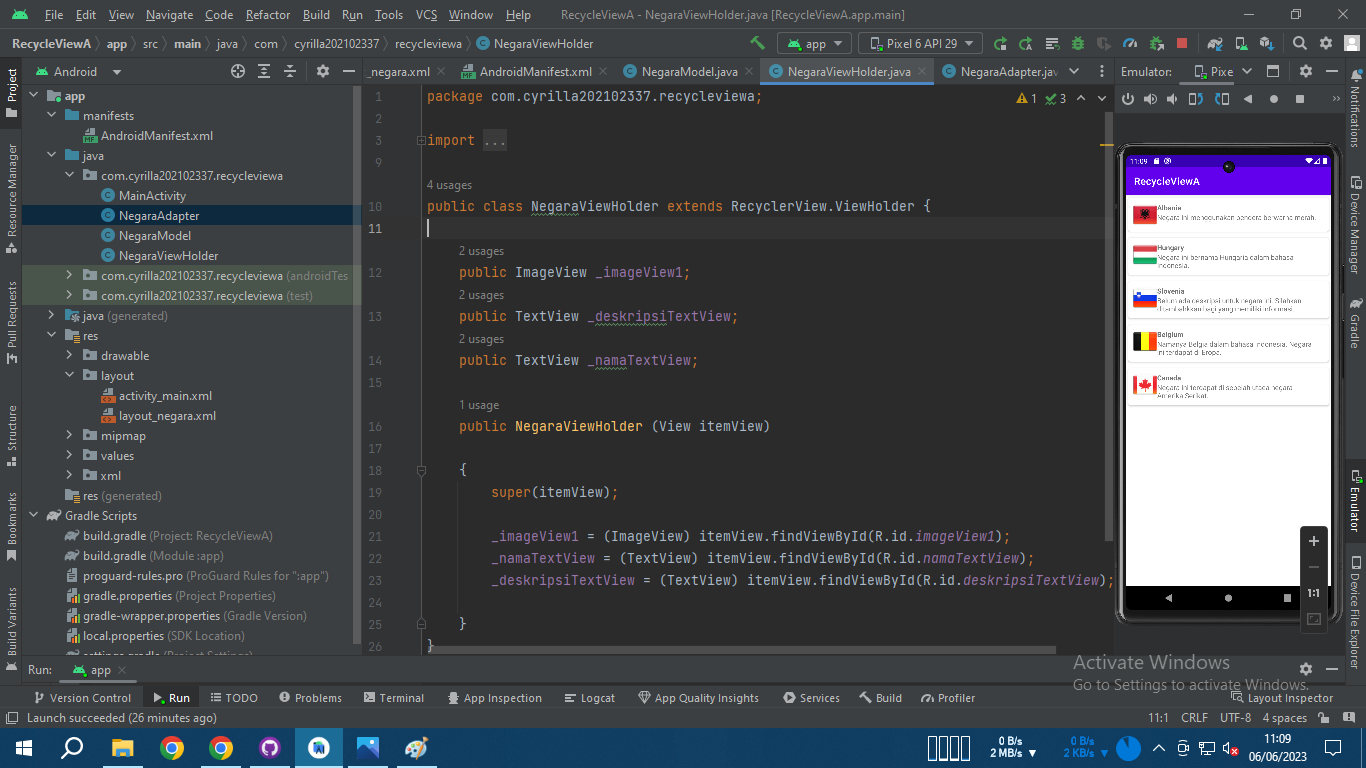 File Edit View Navigate Code Refactor Build Run Tools VCS Window Help RecycleViewA - NegaraViewHolder.java [RecycleViewA.app.main]
RecycleViewA app src main java com cyrilla202102337 recycleviewa NegaraViewHolder app Pixel 6 API 29
Project
Resource Manager
Pull Requests
Structure
Bookmarks
Build Variants
Android
app
manifests
AndroidManifest.xml
java
com.cyrilla202102337.recycleviewa
MainActivity
NegaraAdapter
NegaraModel
NegaraViewHolder
com.cyrilla202102337.recycleviewa (androidTes
com.cyrilla202102337.recycleviewa (test)
java (generated)
res
drawable
layout
activity_main.xml
layout_negara.xml
mipmap
values
xml
res (generated)
Gradle Scripts
build.gradle (Project: RecycleViewA)
build.gradle (Module :app)
proguard-rules.pro (ProGuard Rules for ":app")
gradle.properties (Project Properties)
gradle-wrapper.properties (Gradle Version)
local.properties (SDK Location)
settings.gradle (Project Settings)
_negara.xml AndroidManifest.xml NegaraModel.java NegaraViewHolder.java NegaraAdapter.jav
1 package com.cyrilla202102337.recycleviewa; 1 3
2
3 import ...
9
4 usages
10 public class NegaraViewHolder extends RecyclerView.ViewHolder {
11
2 usages
12 public ImageView _imageView1;
2 usages
13 public TextView _deskripsiTextView;
2 usages
14 public TextView _namaTextView;
15
1 usage
16 public NegaraViewHolder (View itemView)
17
18 {
19 super(itemView);
20
21 _imageView1 = (ImageView) itemView.findViewById(R.id.imageView1);
22 _namaTextView = (TextView) itemView.findViewById(R.id.namaTextView);
23 _deskripsiTextView = (TextView) itemView.findViewById(R.id.deskripsiTextView);
24
25 }
26 }
Emulator: Pixe
11:09
RecycleViewA
Albania
Negara ini menggunakan bendera berwarna merah.
Hungary
Negara ini bernama Hungaria dalam bahasa
Indonesia.
Slovenia
Belum ada deskripsi untuk negara ini. Silahkan
ditambahkkan bagi yang memiliki informasi.
Belgium
Namanya Belgia dalam bahasa Indonesia. Negara
ini terdapat di Eropa.
Canada
Negara ini terdapat di sebelah utada negara
Amerika Serikat.
1:1
Notifications
Device Manager
Gradle
Emulator
Device File Explorer
Run: app
Activate Windows
Go to Settings to activate Windows.
Version Control Run TODO Problems Terminal App Inspection Logcat App Quality Insights Services Build Profiler Layout Inspector
Launch succeeded (26 minutes ago) 11:1 CRLF UTF-8 4 spaces
0 B/s
2 MB/s
0 B/s
2 KB/s
11:09
06/06/2023